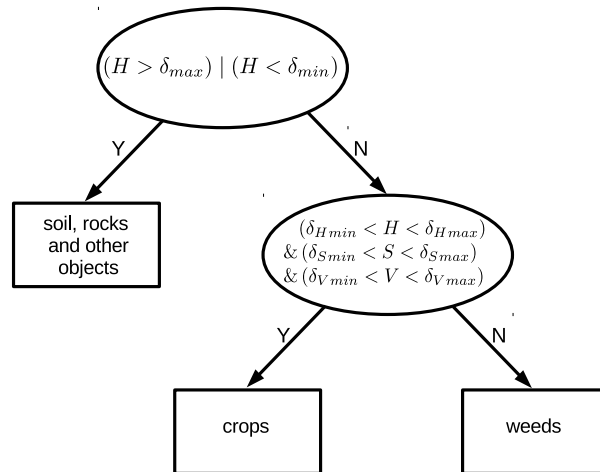 (H > δmax) | (H < δmin)
Y
N
soil, rocks
and other
objects
(δHmin < H < δHmax)
& (δSmin < S < δSmax)
& (δVmin < V < δVmax)
Y
N
crops
weeds